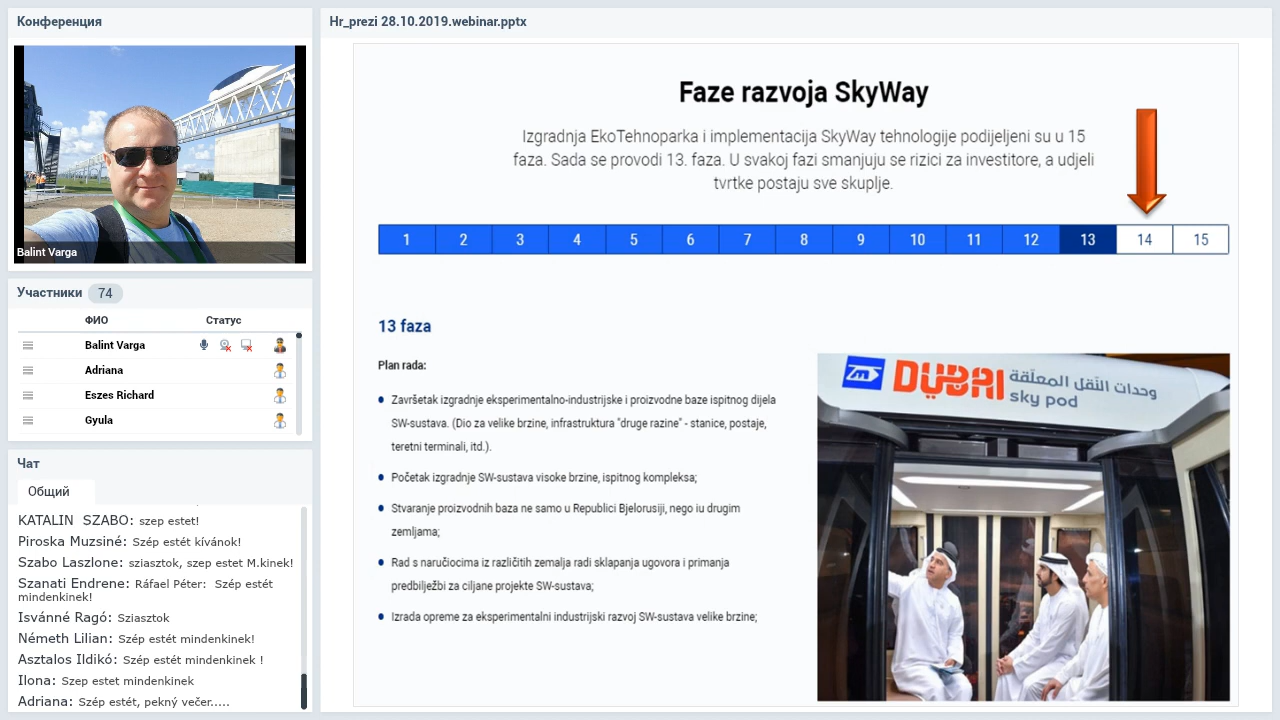 Конференция
Balint Varga
Участники 74
ФИО Статус
Balint Varga
Adriana
Eszes Richard
Gyula
Чат
Общий
KATALIN SZABO: szep estet!
Piroska Muzsiné: Szép estét kívánok!
Szabo Laszlone: sziasztok, szep estet M.kinek!
Szanati Endrene: Ráfael Péter: Szép estét
mindenkinek!
Isvánné Ragó: Sziasztok
Németh Lilian: Szép estét mindenkinek!
Asztalos Ildikó: Szép estét mindenkinek !
Ilona: Szep estet mindenkinek
Adriana: Szép estét, pekný večer.....
Hr_prezi 28.10.2019.webinar.pptx
Faze razvoja SkyWay
Izgradnja EkoTehnoparka i implementacija SkyWay tehnologije podijeljeni su u 15
faza. Sada se provodi 13. faza. U svakoj fazi smanjuju se rizici za investitore, a udjeli
tvrtke postaju sve skuplje.
1 2 3 4 5 6 7 8 9 10 11 12 13 14 15
13 faza
Plan rada:
Završetak izgradnje eksperimentalno-industrijske i proizvodne baze ispitnog dijela
SW-sustava. (Dio za velike brzine, infrastruktura "druge razine" - stanice, postaje,
teretni terminali, itd.).
Početak izgradnje SW-sustava visoke brzine, ispitnog kompleksa;
Stvaranje proizvodnih baza ne samo u Republici Bjelorusiji, nego iu drugim
zemljama;
Rad s naručiocima iz različitih zemalja radi sklapanja ugovora i primanja
predbilježbi za ciljane projekte SW-sustava;
Izrada opreme za eksperimentalni industrijski razvoj SW-sustava velike brzine;
DUBAI وحدات النقل المعلّقة
sky pod